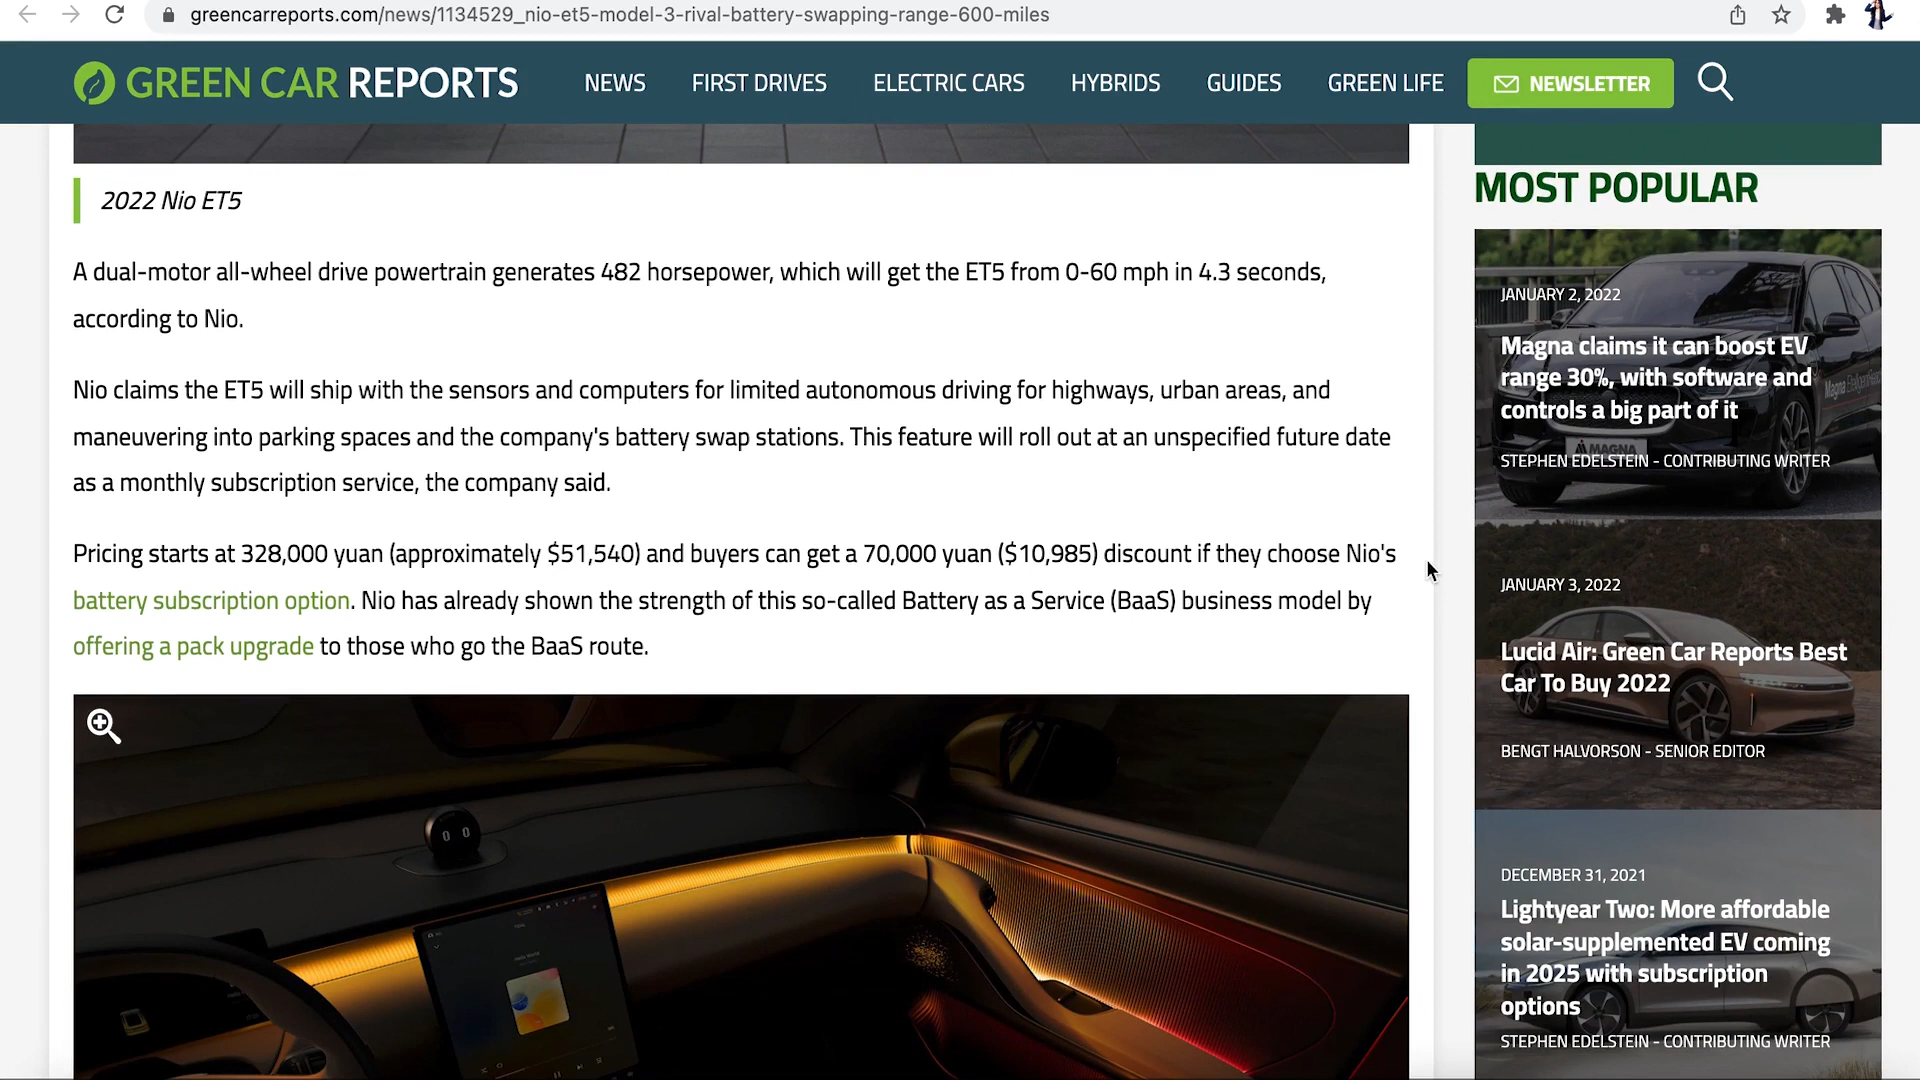 greencarreports.com/news/1134529_nio-et5-model-3-rival-battery-swapping-range-600-miles
GREEN CAR REPORTS
NEWS
FIRST DRIVES
ELECTRIC CARS
HYBRIDS
GUIDES
GREEN LIFE
NEWSLETTER
2022 Nio ET5
A dual-motor all-wheel drive powertrain generates 482 horsepower, which will get the ET5 from 0-60 mph in 4.3 seconds,
according to Nio.
Nio claims the ET5 will ship with the sensors and computers for limited autonomous driving for highways, urban areas, and
maneuvering into parking spaces and the company's battery swap stations. This feature will roll out at an unspecified future date
as a monthly subscription service, the company said.
Pricing starts at 328,000 yuan (approximately $51,540) and buyers can get a 70,000 yuan ($10,985) discount if they choose Nio's
battery subscription option. Nio has already shown the strength of this so-called Battery as a Service (BaaS) business model by
offering a pack upgrade to those who go the BaaS route.
MOST POPULAR
JANUARY 2, 2022
Magna claims it can boost EV
range 30%, with software and
controls a big part of it
MAGNA
STEPHEN EDELSTEIN - CONTRIBUTING WRITER
JANUARY 3, 2022
Lucid Air: Green Car Reports Best
Car To Buy 2022
BENGT HALVORSON - SENIOR EDITOR
DECEMBER 31, 2021
Lightyear Two: More affordable
solar-supplemented EV coming
in 2025 with subscription
options
STEPHEN EDELSTEIN - CONTRIBUTING WRITER